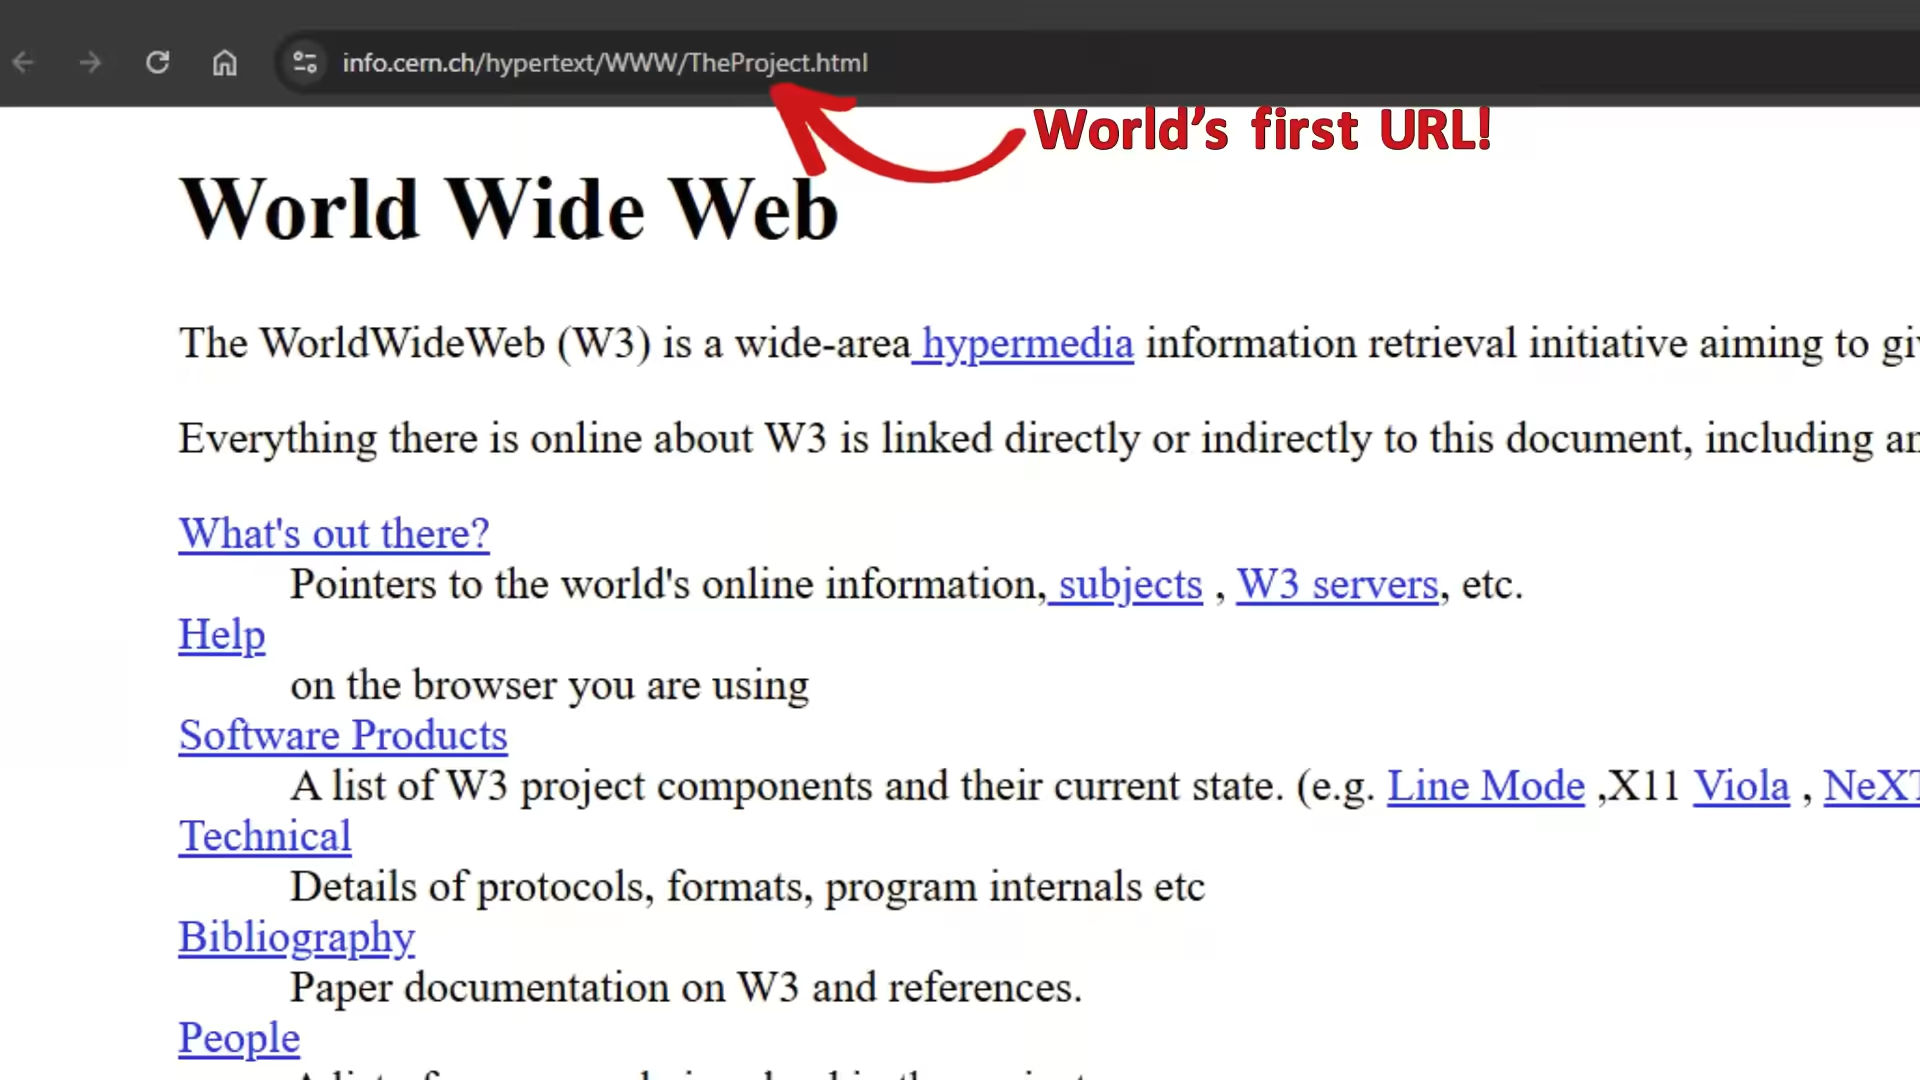 info.cern.ch/hypertext/WWW/TheProject.html
World's first URL!
World Wide Web
The WorldWideWeb (W3) is a wide-area hypermedia information retrieval initiative aiming to
Everything there is online about W3 is linked directly or indirectly to this document, including
What's out there?
Pointers to the world's online information, subjects , W3 servers, etc.
Help
on the browser you are using
Software Products
A list of W3 project components and their current state. (e.g. Line Mode ,X11 Viola , NeXT
Technical
Details of protocols, formats, program internals etc
Bibliography
Paper documentation on W3 and references.
People